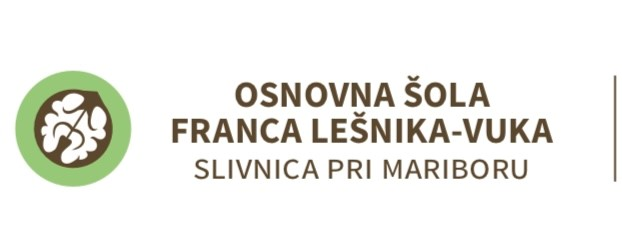 OSNOVNA ŠOLA
FRANCA LEŠNIKA-VUKA
SLIVNICA PRI MARIBORU